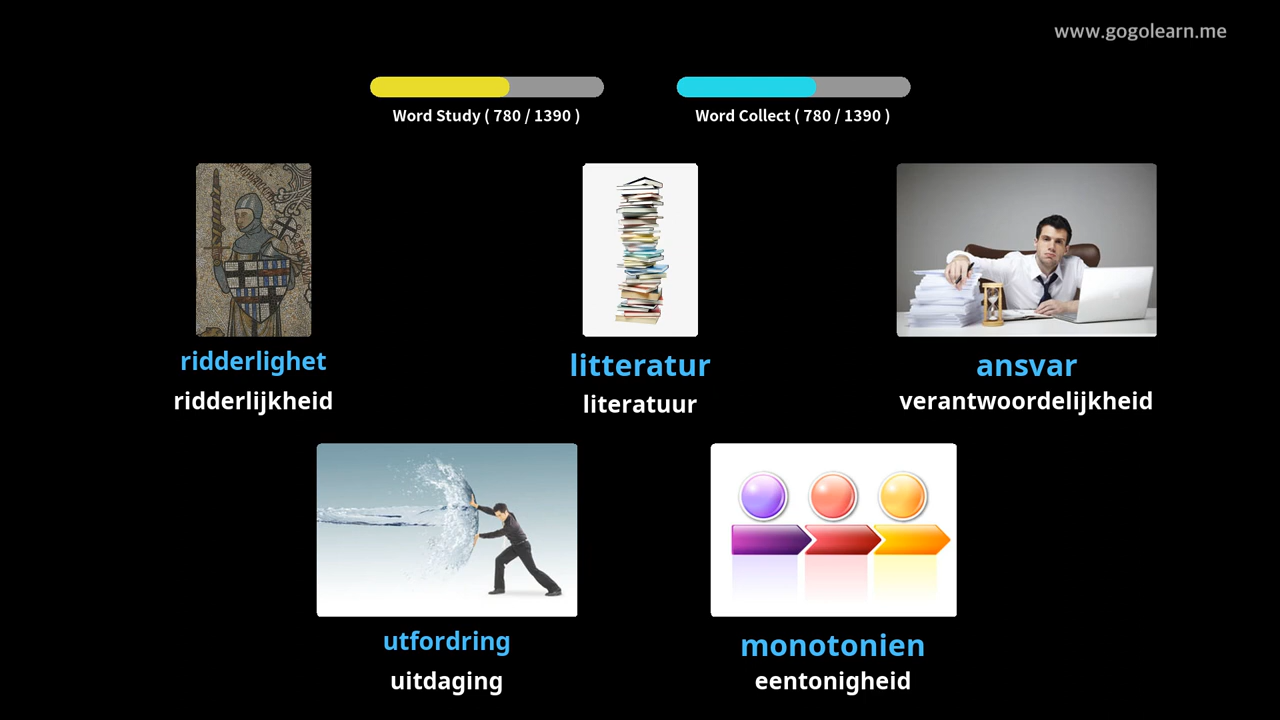 www.gogolearn.me
Word Study ( 780 / 1390 )
Word Collect ( 780 / 1390 )
ridderlighet
ridderlijkheid
litteratur
literatuur
ansvar
verantwoordelijkheid
utfordring
uitdaging
monotonien
eentonigheid